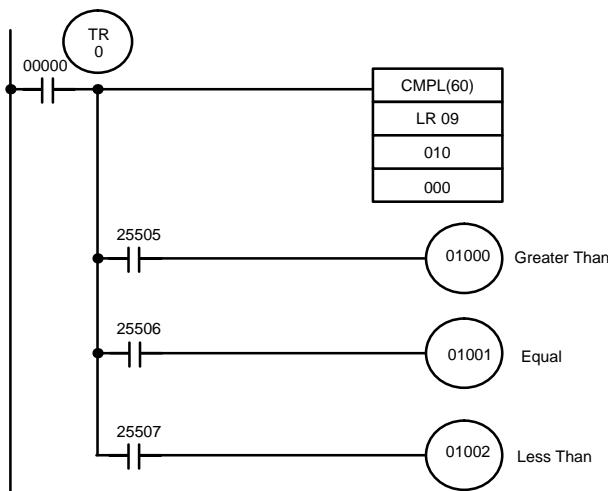 TR
0
00000
CMPL(60)
LR 09
010
000
25505
01000 Greater Than
25506
01001 Equal
25507
01002 Less Than